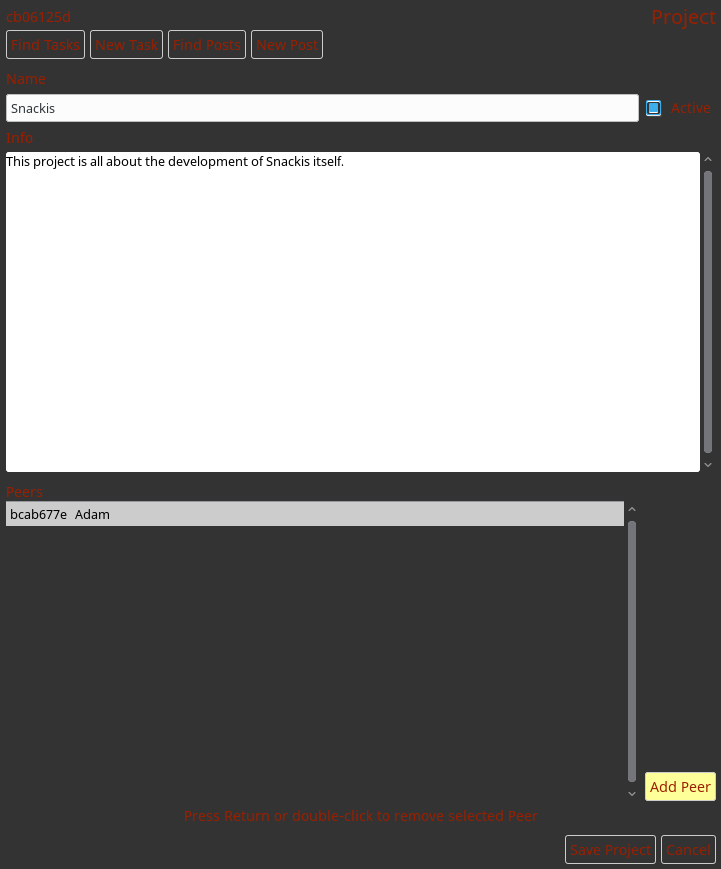 cb06125d Project
Find Tasks New Task Find Posts New Post
Name
Snackis Active
Info
This project is all about the development of Snackis itself.
Peers
bcab677e Adam
Add Peer
Press Return or double-click to remove selected Peer
Save Project Cancel